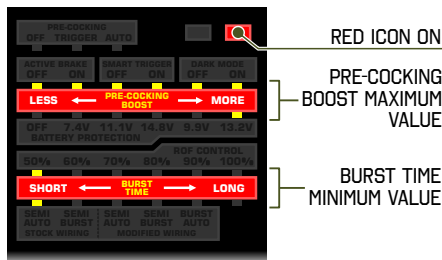 PRE-COCKING
OFF TRIGGER AUTO
RED ICON ON
ACTIVE BRAKE SMART TRIGGER DARK MODE
OFF ON OFF ON OFF ON
LESS ← PRE-COCKING BOOST → MORE
PRE-COCKING
BOOST MAXIMUM
VALUE
OFF 7.4V 11.1V 14.8V 9.9V 13.2V
BATTERY PROTECTION
ROF CONTROL
50% 60% 70% 80% 90% 100%
SHORT ← BURST TIME → LONG
BURST TIME
MINIMUM VALUE
SEMI SEMI SEMI SEMI BURST
AUTO BURST AUTO BURST AUTO
STOCK WIRING MODIFIED WIRING